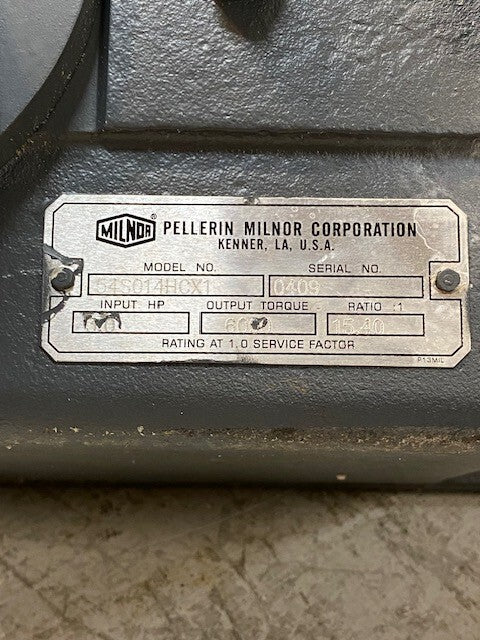 MILNOR® PELLERIN MILNOR CORPORATION
KENNER, LA, U.S.A.
MODEL NO. SERIAL NO.
54S014HCX1 0409
INPUT HP OUTPUT TORQUE RATIO :1
15.40
RATING AT 1.0 SERVICE FACTOR
P13MIL